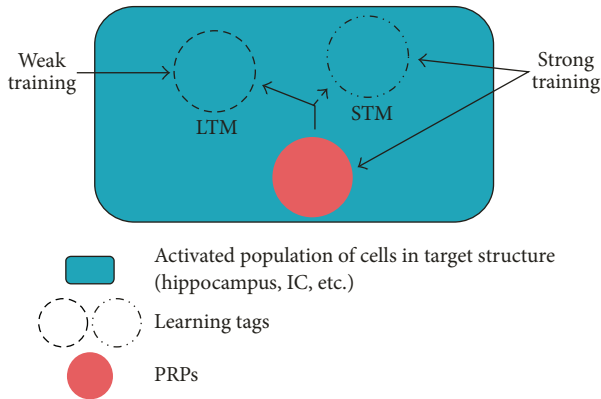 Weak
training
Strong
training
LTM
STM
Activated population of cells in target structure
(hippocampus, IC, etc.)
Learning tags
PRPs